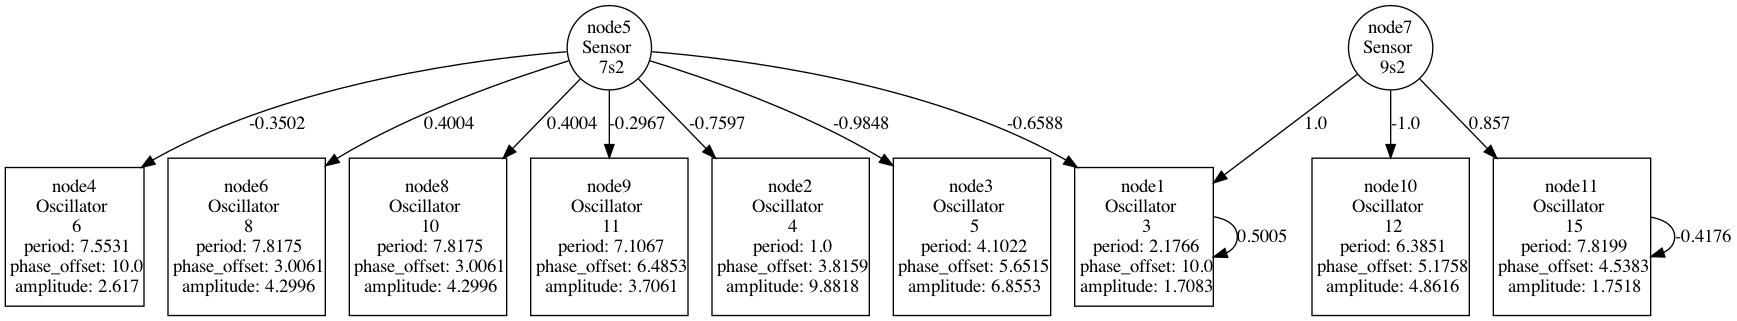 node5
Sensor
7s2
node7
Sensor
9s2
-0.3502
0.4004
0.4004
-0.2967
-0.7597
-0.9848
-0.6588
1.0
-1.0
0.857
node4
Oscillator
6
period: 7.5531
phase_offset: 10.0
amplitude: 2.617
node6
Oscillator
8
period: 7.8175
phase_offset: 3.0061
amplitude: 4.2996
node8
Oscillator
10
period: 7.8175
phase_offset: 3.0061
amplitude: 4.2996
node9
Oscillator
11
period: 7.1067
phase_offset: 6.4853
amplitude: 3.7061
node2
Oscillator
4
period: 1.0
phase_offset: 3.8159
amplitude: 9.8818
node3
Oscillator
5
period: 4.1022
phase_offset: 5.6515
amplitude: 6.8553
node1
Oscillator
3
period: 2.1766
phase_offset: 10.0
amplitude: 1.7083
0.5005
node10
Oscillator
12
period: 6.3851
phase_offset: 5.1758
amplitude: 4.8616
node11
Oscillator
15
period: 7.8199
phase_offset: 4.5383
amplitude: 1.7518
-0.4176